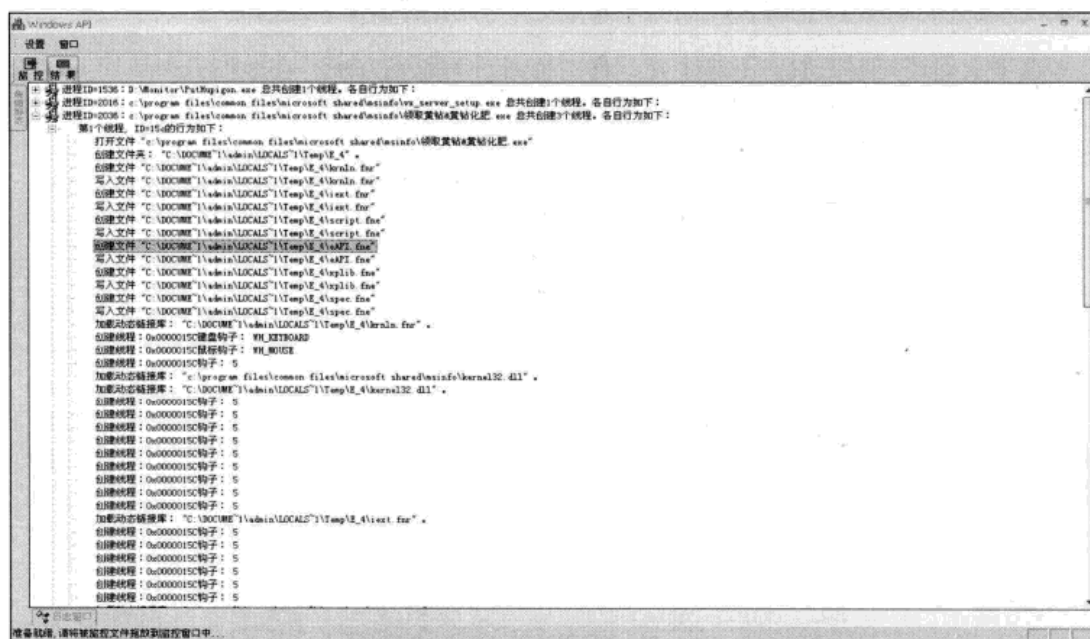 Windows API
设置 窗口
监控结果
进程ID=1536：D:\Monitor\PutHupigon.exe 总共创建1个线程。各自行为如下：
进程ID=2016：c:\program files\common files\microsoft shared\msinfo\vx_server_setup.exe 总共创建1个线程。各自行为如下：
进程ID=2036：c:\program files\common files\microsoft shared\msinfo\领取黄钻&黄钻化肥.exe 总共创建3个线程。各自行为如下：
第1个线程，ID=15c的行为如下：
打开文件 "c:\program files\common files\microsoft shared\msinfo\领取黄钻&黄钻化肥.exe"
创建文件夹： "C:\DOCUME~1\admin\LOCALS~1\Temp\E_4" 。
创建文件 "C:\DOCUME~1\admin\LOCALS~1\Temp\E_4\krnln.fnr"
写入文件 "C:\DOCUME~1\admin\LOCALS~1\Temp\E_4\krnln.fnr"
创建文件 "C:\DOCUME~1\admin\LOCALS~1\Temp\E_4\iext.fnr"
写入文件 "C:\DOCUME~1\admin\LOCALS~1\Temp\E_4\iext.fnr"
创建文件 "C:\DOCUME~1\admin\LOCALS~1\Temp\E_4\script.fne"
写入文件 "C:\DOCUME~1\admin\LOCALS~1\Temp\E_4\script.fne"
创建文件 "C:\DOCUME~1\admin\LOCALS~1\Temp\E_4\eAPI.fne"
写入文件 "C:\DOCUME~1\admin\LOCALS~1\Temp\E_4\eAPI.fne"
创建文件 "C:\DOCUME~1\admin\LOCALS~1\Temp\E_4\xplib.fne"
写入文件 "C:\DOCUME~1\admin\LOCALS~1\Temp\E_4\xplib.fne"
创建文件 "C:\DOCUME~1\admin\LOCALS~1\Temp\E_4\spec.fne"
写入文件 "C:\DOCUME~1\admin\LOCALS~1\Temp\E_4\spec.fne"
加载动态链接库： "C:\DOCUME~1\admin\LOCALS~1\Temp\E_4\krnln.fnr" 。
创建线程：0x0000015C键盘钩子： WH_KEYBOARD
创建线程：0x0000015C鼠标钩子： WH_MOUSE
创建线程：0x0000015C钩子： 5
加载动态链接库： "c:\program files\common files\microsoft shared\msinfo\kernel32.dll" 。
加载动态链接库： "C:\DOCUME~1\admin\LOCALS~1\Temp\E_4\kernel32.dll" 。
创建线程：0x0000015C钩子： 5
创建线程：0x0000015C钩子： 5
创建线程：0x0000015C钩子： 5
创建线程：0x0000015C钩子： 5
创建线程：0x0000015C钩子： 5
创建线程：0x0000015C钩子： 5
创建线程：0x0000015C钩子： 5
创建线程：0x0000015C钩子： 5
创建线程：0x0000015C钩子： 5
加载动态链接库： "C:\DOCUME~1\admin\LOCALS~1\Temp\E_4\iext.fnr" 。
创建线程：0x0000015C钩子： 5
创建线程：0x0000015C钩子： 5
创建线程：0x0000015C钩子： 5
创建线程：0x0000015C钩子： 5
创建线程：0x0000015C钩子： 5
创建线程：0x0000015C钩子： 5
日志窗口
准备就绪,请将被监控文件拖放到监控窗口中...